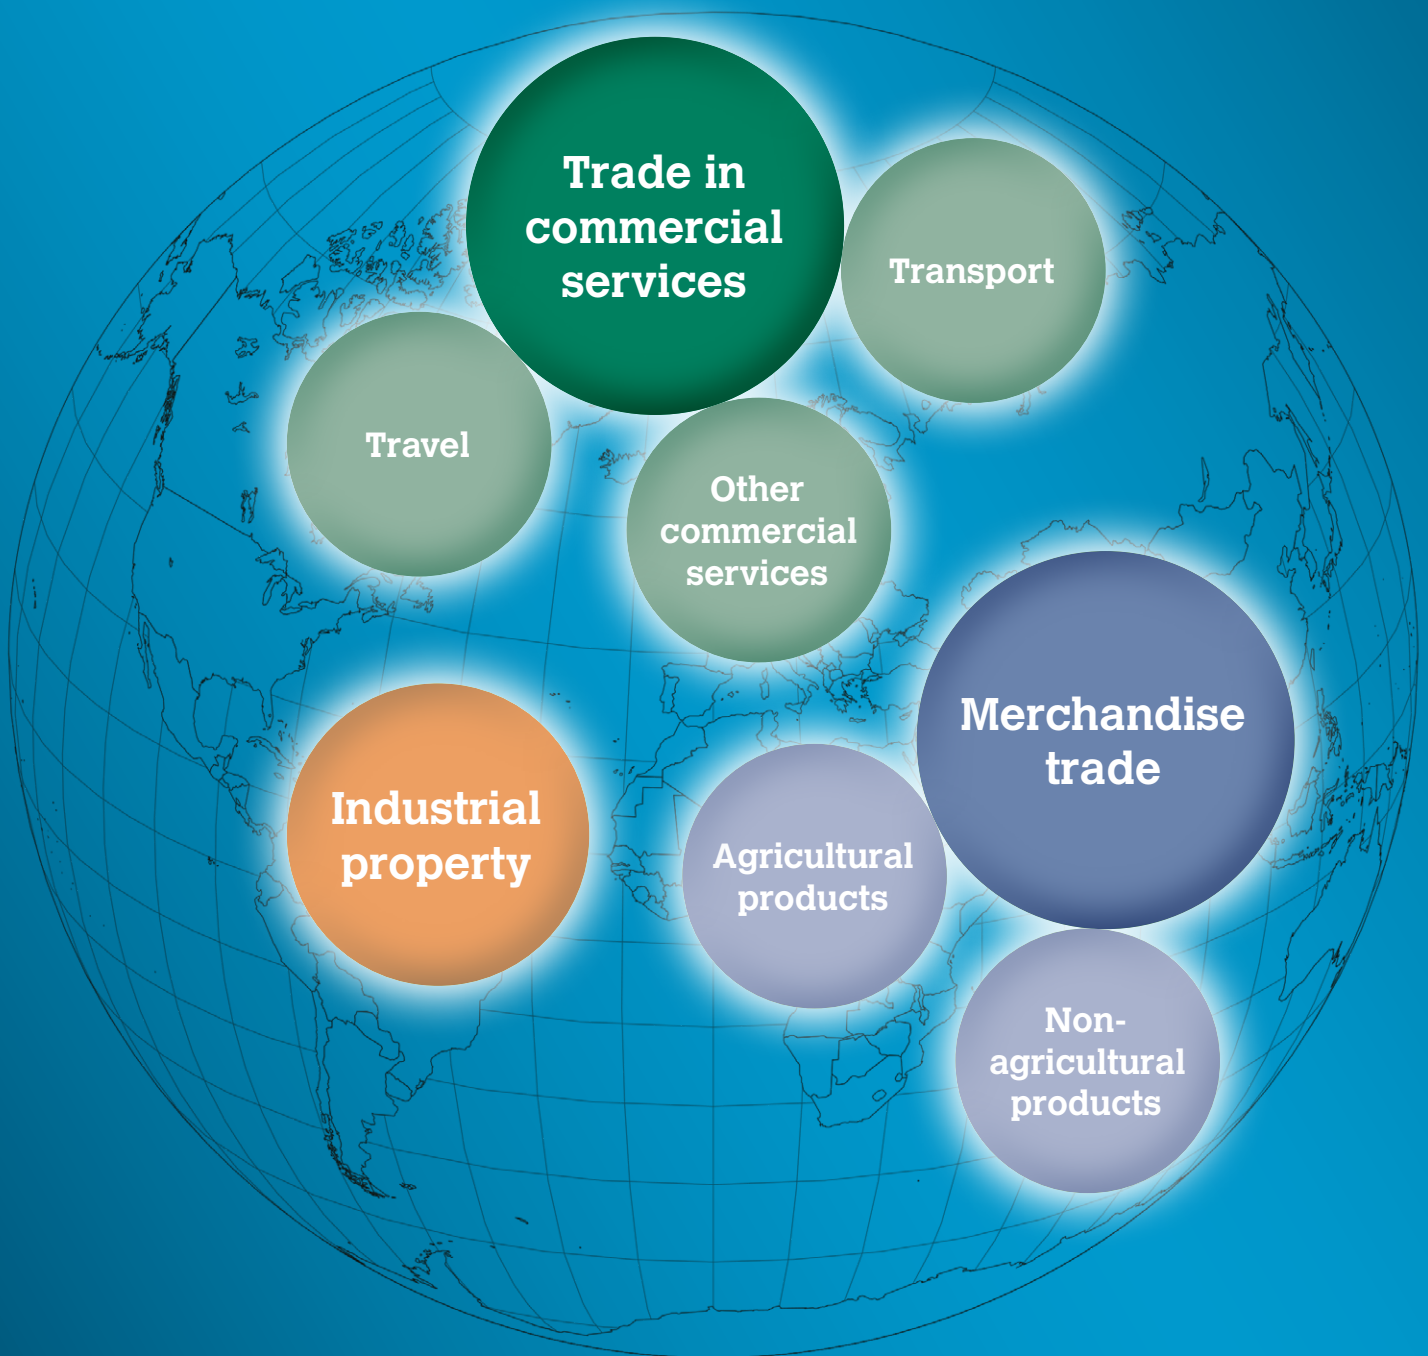 Trade in
commercial
services
Transport
Travel
Other
commercial
services
Merchandise
trade
Industrial
property
Agricultural
products
Non-
agricultural
products